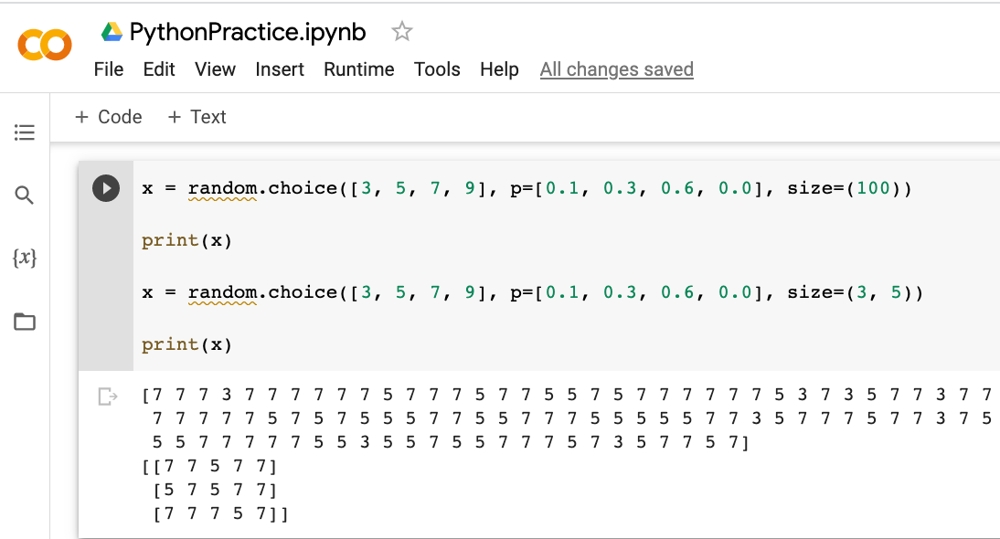 PythonPractice.ipynb
File Edit View Insert Runtime Tools Help All changes saved
+ Code + Text
{x}
x = random.choice([3, 5, 7, 9], p=[0.1, 0.3, 0.6, 0.0], size=(100))
print(x)
x = random.choice([3, 5, 7, 9], p=[0.1, 0.3, 0.6, 0.0], size=(3, 5))
print(x)
[7 7 7 3 7 7 7 7 7 7 5 7 7 7 5 7 7 5 5 7 5 7 7 7 7 7 7 5 3 7 3 5 7 7 3 7 7
7 7 7 7 7 5 7 5 7 5 5 5 7 7 5 5 7 7 7 5 5 5 5 5 7 7 3 5 7 7 7 5 7 7 3 7 5
5 5 7 7 7 7 7 5 5 3 5 5 7 5 5 7 7 7 5 7 3 5 7 7 5 7]
[[7 7 5 7 7]
[5 7 5 7 7]
[7 7 7 5 7]]